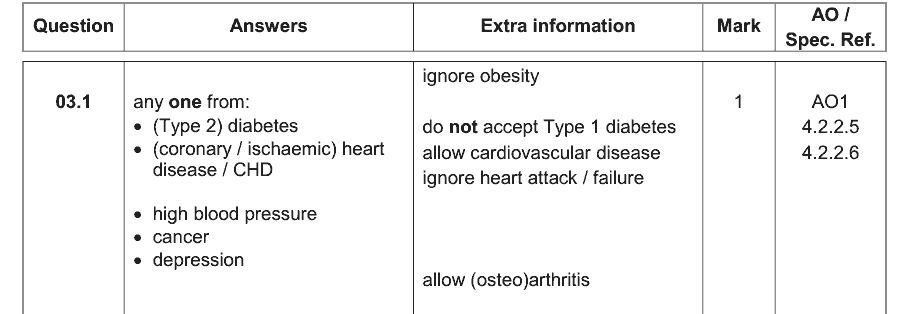 Question Answers Extra information Mark AO /
Spec. Ref.
ignore obesity
03.1 any one from: 1 AO1
• (Type 2) diabetes do not accept Type 1 diabetes 4.2.2.5
• (coronary / ischaemic) heart allow cardiovascular disease 4.2.2.6
disease / CHD
ignore heart attack / failure
• high blood pressure
• cancer
• depression
allow (osteo)arthritis